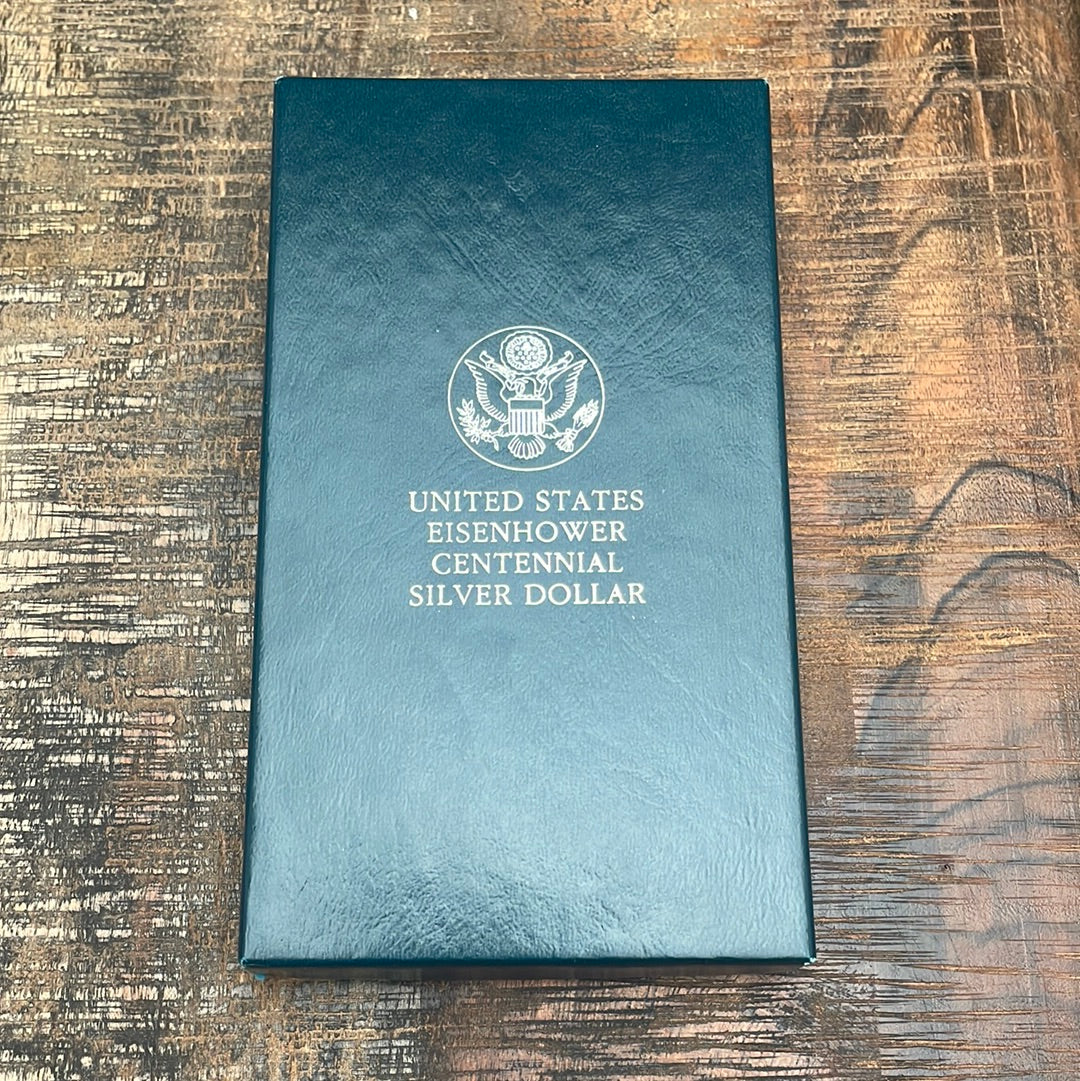 UNITED STATES
EISENHOWER
CENTENNIAL
SILVER DOLLAR